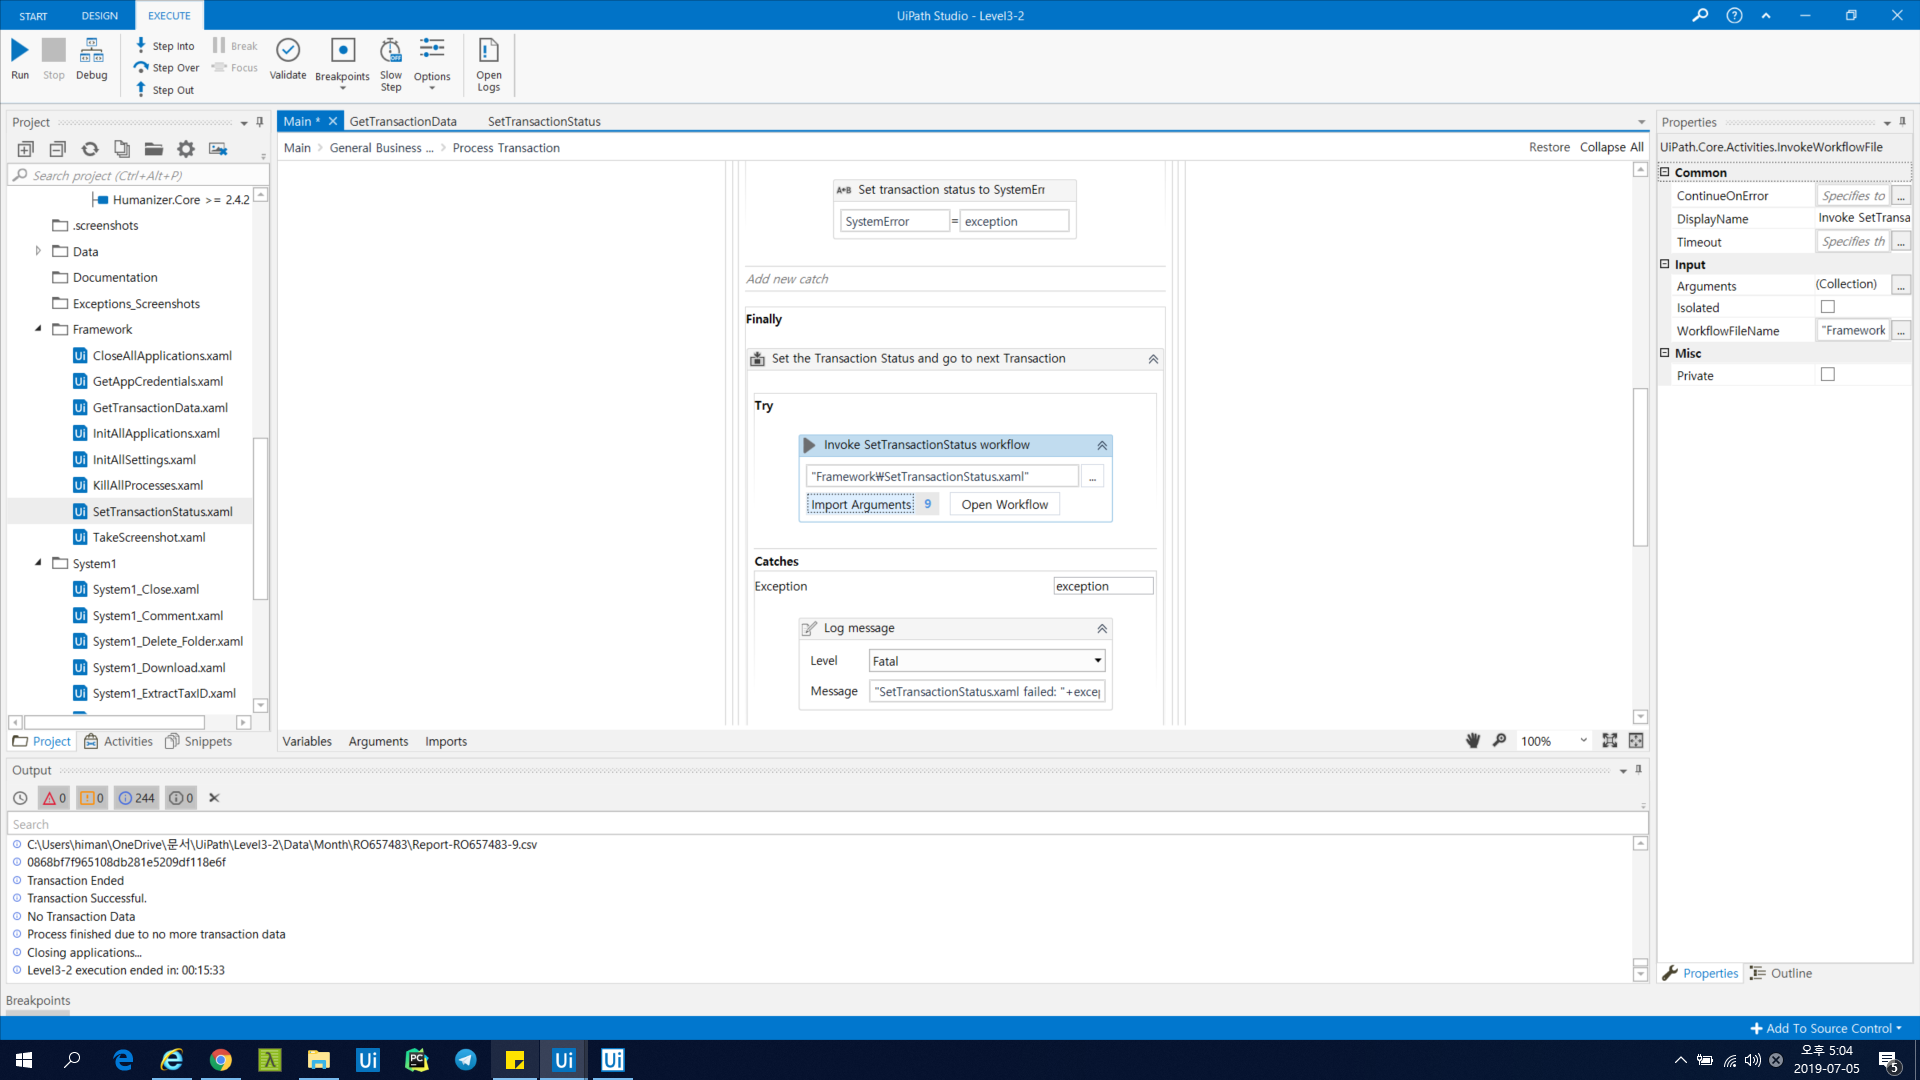 START DESIGN EXECUTE UiPath Studio - Level3-2
Run Stop Debug Step Into Step Over Step Out Break Focus Validate Breakpoints Slow Step Options Open Logs
Project
Search project (Ctrl+Alt+P)
Humanizer.Core >= 2.4.2
.screenshots
Data
Documentation
Exceptions_Screenshots
Framework
CloseAllApplications.xaml
GetAppCredentials.xaml
GetTransactionData.xaml
InitAllApplications.xaml
InitAllSettings.xaml
KillAllProcesses.xaml
SetTransactionStatus.xaml
TakeScreenshot.xaml
System1
System1_Close.xaml
System1_Comment.xaml
System1_Delete_Folder.xaml
System1_Download.xaml
System1_ExtractTaxID.xaml
Project Activities Snippets
Main * GetTransactionData SetTransactionStatus
Main > General Business ... > Process Transaction Restore Collapse All
A*B Set transaction status to SystemErr
SystemError = exception
Add new catch
Finally
Set the Transaction Status and go to next Transaction
Try
Invoke SetTransactionStatus workflow
"Framework₩SetTransactionStatus.xaml" ...
Import Arguments 9 Open Workflow
Catches
Exception exception
Log message
Level Fatal
Message "SetTransactionStatus.xaml failed: "+excep
Variables Arguments Imports 100%
Properties
UiPath.Core.Activities.InvokeWorkflowFile
Common
ContinueOnError Specifies to ...
DisplayName Invoke SetTransa
Timeout Specifies th ...
Input
Arguments (Collection) ...
Isolated
WorkflowFileName "Framework ...
Misc
Private
Properties Outline
Output
0 0 244 0
Search
C:\Users\himan\OneDrive\문서\UiPath\Level3-2\Data\Month\RO657483\Report-RO657483-9.csv
0868bf7f965108db281e5209df118e6f
Transaction Ended
Transaction Successful.
No Transaction Data
Process finished due to no more transaction data
Closing applications...
Level3-2 execution ended in: 00:15:33
Breakpoints
Add To Source Control
Ui PC Ui Ui
오후 5:04
2019-07-05
5